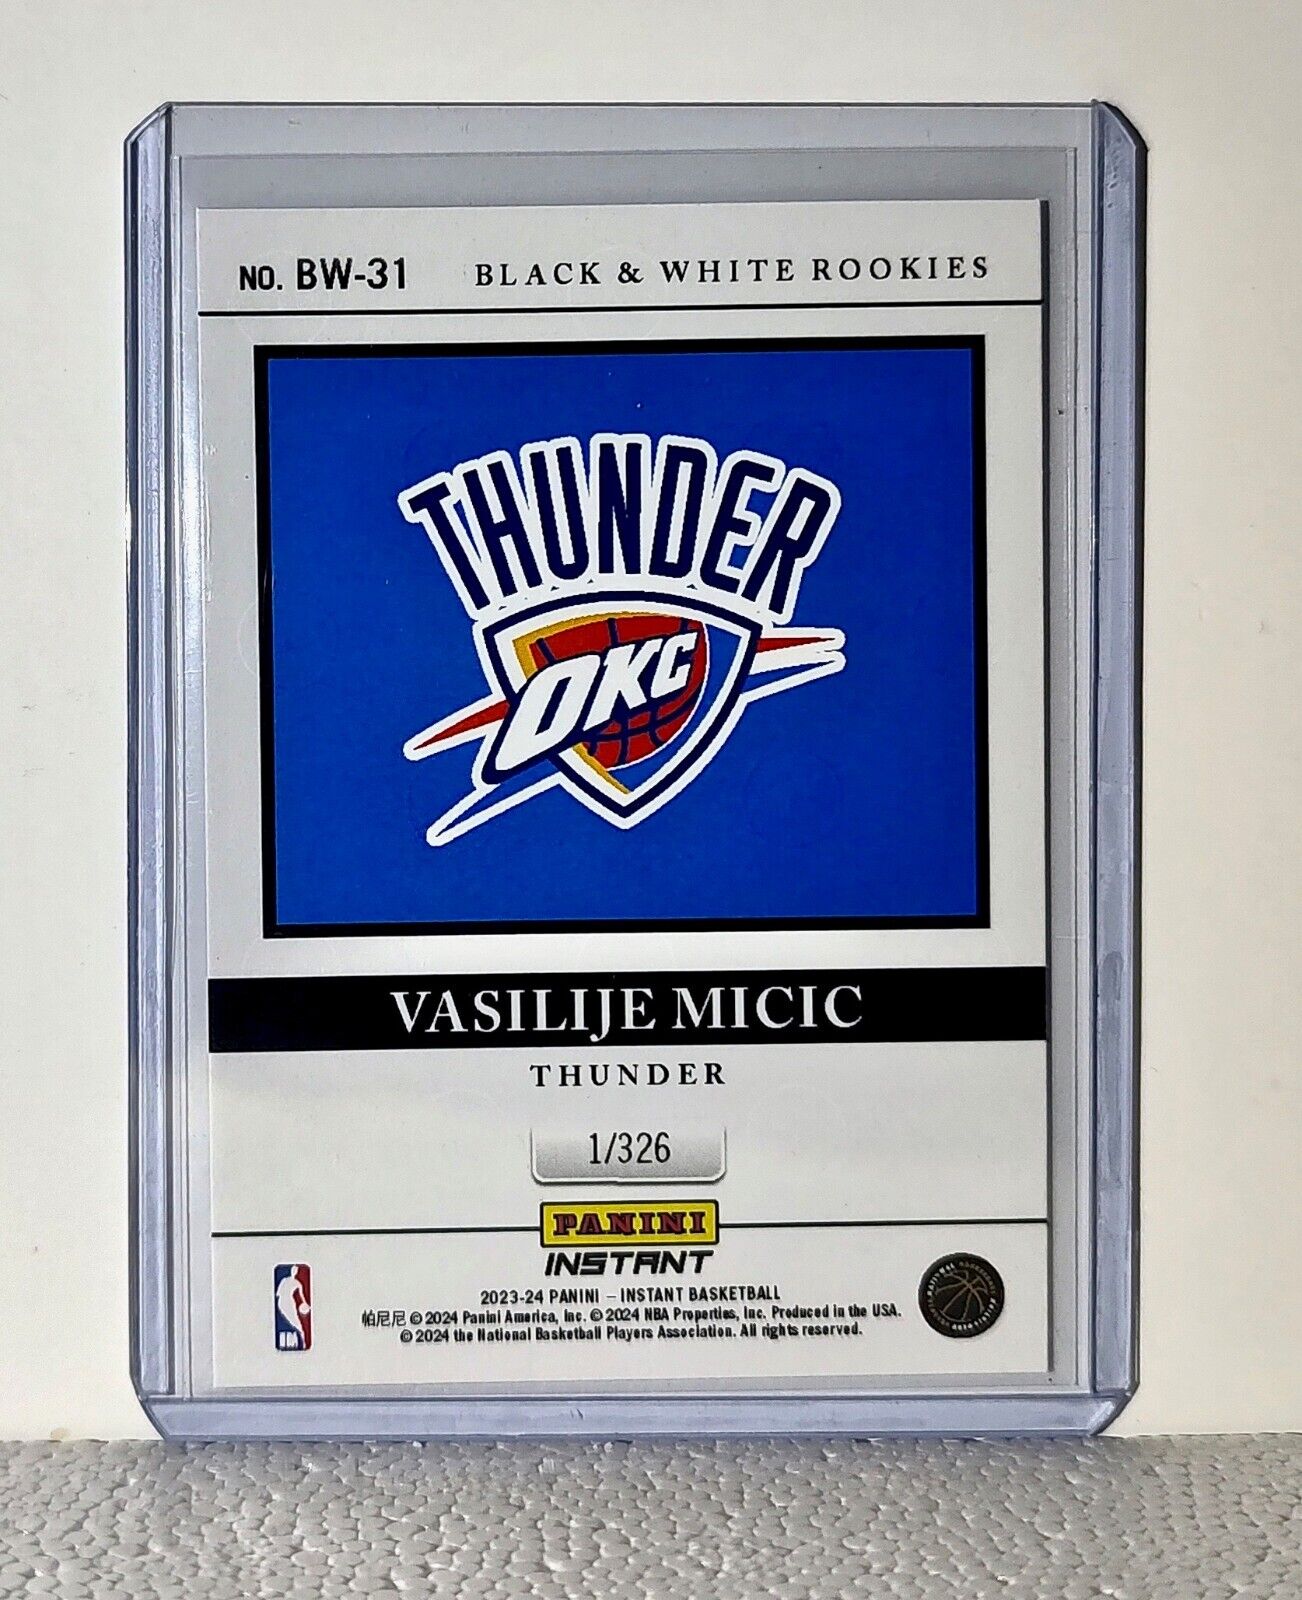 NO. BW-31 BLACK & WHITE ROOKIES
THUNDER
OKC
VASILIJE MICIC
THUNDER
1/326
PANINI
INSTANT
2023-24 PANINI – INSTANT BASKETBALL
帕尼尼 © 2024 Panini America, Inc. © 2024 NBA Properties, Inc. Produced in the USA.
© 2024 the National Basketball Players Association. All rights reserved.